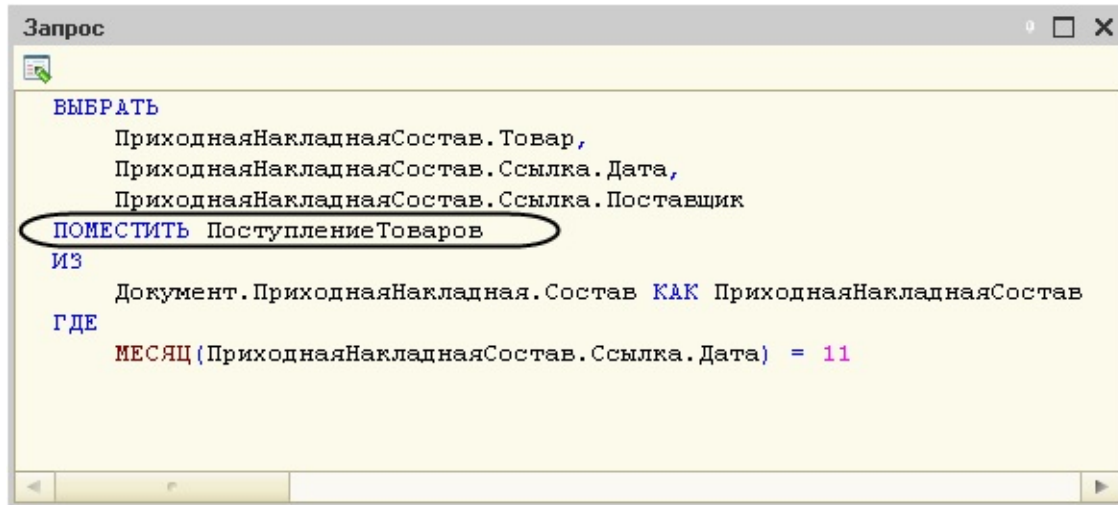 Запрос
ВЫБРАТЬ
ПриходнаяНакладнаяСостав.Товар,
ПриходнаяНакладнаяСостав.Ссылка.Дата,
ПриходнаяНакладнаяСостав.Ссылка.Поставщик
ПОМЕСТИТЬ ПоступлениеТоваров
ИЗ
Документ.ПриходнаяНакладная.Состав КАК ПриходнаяНакладнаяСостав
ГДЕ
МЕСЯЦ(ПриходнаяНакладнаяСостав.Ссылка.Дата) = 11